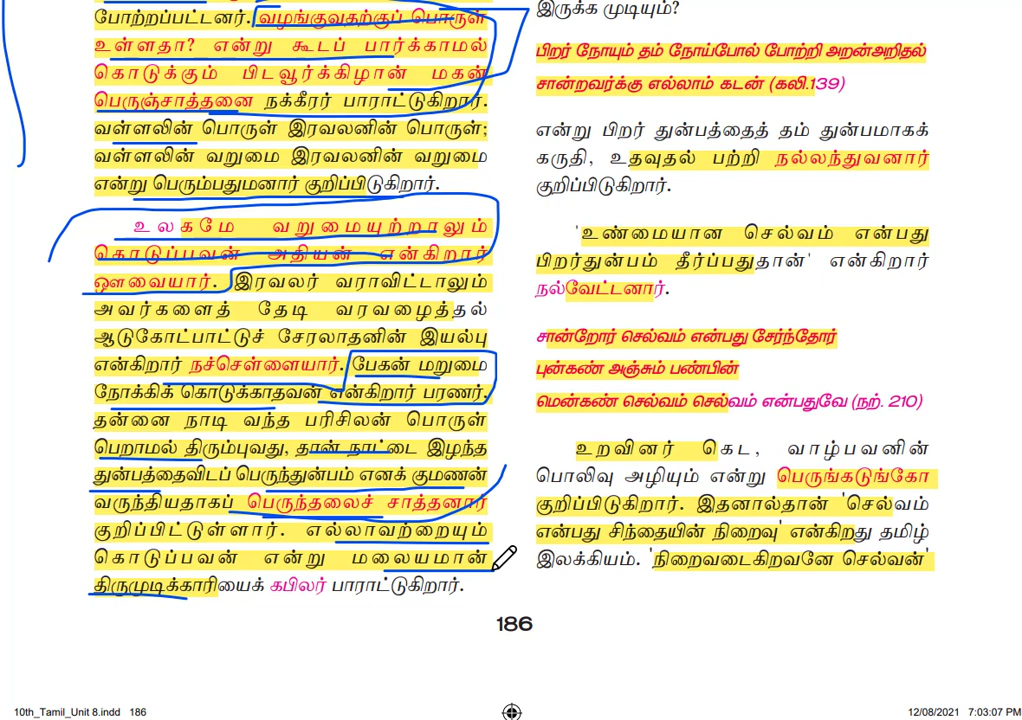 போற்றப்பட்டனர். வழங்குவதற்குப் பொருள்
உள்ளதா? என்று கூடப் பார்க்காமல்
கொடுக்கும் பிடவூர்க்கிழான் மகன்
பெருஞ்சாத்தனை நக்கீரர் பாராட்டுகிறார்.
வள்ளலின் பொருள் இரவலனின் பொருள்;
வள்ளலின் வறுமை இரவலனின் வறுமை
என்று பெரும்பதுமனார் குறிப்பிடுகிறார்.
உலகமே வறுமையுற்றாலும்
கொடுப்பவன் அதியன் என்கிறார்
ஔவையார். இரவலர் வராவிட்டாலும்
அவர்களைத் தேடி வரவழைத்தல்
ஆடுகோட்பாட்டுச் சேரலாதனின் இயல்பு
என்கிறார் நச்செள்ளையார். பேகன் மறுமை
நோக்கிக் கொடுக்காதவன் என்கிறார் பரணர்.
தன்னை நாடி வந்த பரிசிலன் பொருள்
பெறாமல் திரும்புவது, தான் நாட்டை இழந்த
துன்பத்தைவிடப் பெருந்துன்பம் எனக் குமணன்
வருந்தியதாகப் பெருந்தலைச் சாத்தனார்
குறிப்பிட்டுள்ளார். எல்லாவற்றையும்
கொடுப்பவன் என்று மலையமான்
திருமுடிக்காரியைக் கபிலர் பாராட்டுகிறார்.
இருக்க முடியும்?
பிறர் நோயும் தம் நோய்போல் போற்றி அறன்அறிதல்
சான்றவர்க்கு எல்லாம் கடன் (கலி.139)
என்று பிறர் துன்பத்தைத் தம் துன்பமாகக்
கருதி, உதவுதல் பற்றி நல்லந்துவனார்
குறிப்பிடுகிறார்.
'உண்மையான செல்வம் என்பது
பிறர்துன்பம் தீர்ப்பதுதான்' என்கிறார்
நல்வேட்டனார்.
சான்றோர் செல்வம் என்பது சேர்ந்தோர்
புன்கண் அஞ்சும் பண்பின்
மென்கண் செல்வம் செல்வம் என்பதுவே (நற். 210)
உறவினர் கெட, வாழ்பவனின்
பொலிவு அழியும் என்று பெருங்கடுங்கோ
குறிப்பிடுகிறார். இதனால்தான் 'செல்வம்
என்பது சிந்தையின் நிறைவு' என்கிறது தமிழ்
இலக்கியம். 'நிறைவடைகிறவனே செல்வன்'
186
10th_Tamil_Unit 8.indd 186
12/08/2021 7:03:07 PM